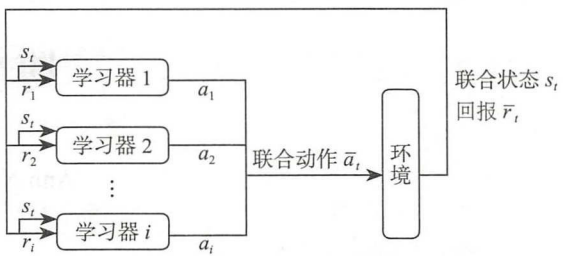 s_t
r_1
学习器 1
a_1
s_t
r_2
学习器 2
a_2
⋮
s_t
r_i
学习器 i
a_i
联合动作 a̅_t
环境
联合状态 s_t
回报 r̅_t